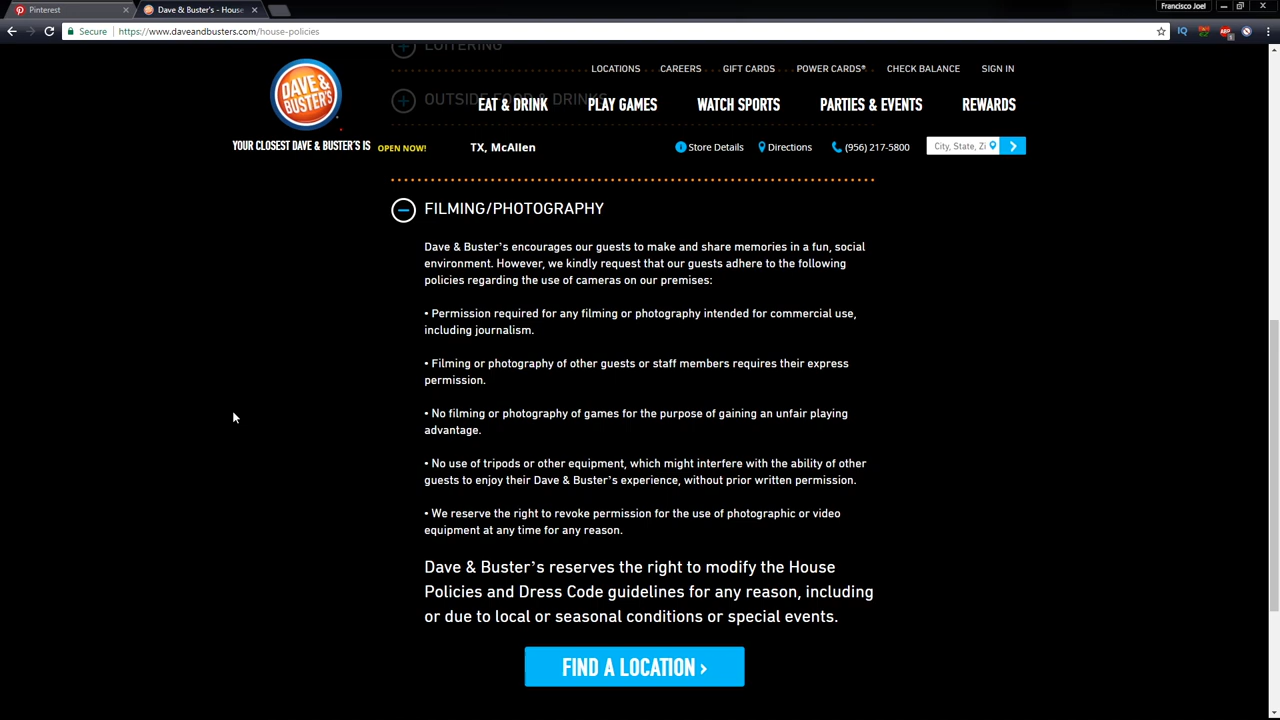 Pinterest
Dave & Buster's - House
Francisco Joel
Secure
https://www.daveandbusters.com/house-policies
IQ
ABP
1
LOITERING
LOCATIONS
CAREERS
GIFT CARDS
POWER CARDS®
CHECK BALANCE
SIGN IN
DAVE &
BUSTER'S
OUTSIDE FOOD & DRINKS
EAT & DRINK
PLAY GAMES
WATCH SPORTS
PARTIES & EVENTS
REWARDS
YOUR CLOSEST DAVE & BUSTER'S IS
OPEN NOW!
TX, McAllen
Store Details
Directions
(956) 217-5800
City, State, Zi
FILMING/PHOTOGRAPHY
Dave & Buster's encourages our guests to make and share memories in a fun, social
environment. However, we kindly request that our guests adhere to the following
policies regarding the use of cameras on our premises:
• Permission required for any filming or photography intended for commercial use,
including journalism.
• Filming or photography of other guests or staff members requires their express
permission.
• No filming or photography of games for the purpose of gaining an unfair playing
advantage.
• No use of tripods or other equipment, which might interfere with the ability of other
guests to enjoy their Dave & Buster's experience, without prior written permission.
• We reserve the right to revoke permission for the use of photographic or video
equipment at any time for any reason.
Dave & Buster's reserves the right to modify the House
Policies and Dress Code guidelines for any reason, including
or due to local or seasonal conditions or special events.
FIND A LOCATION ›